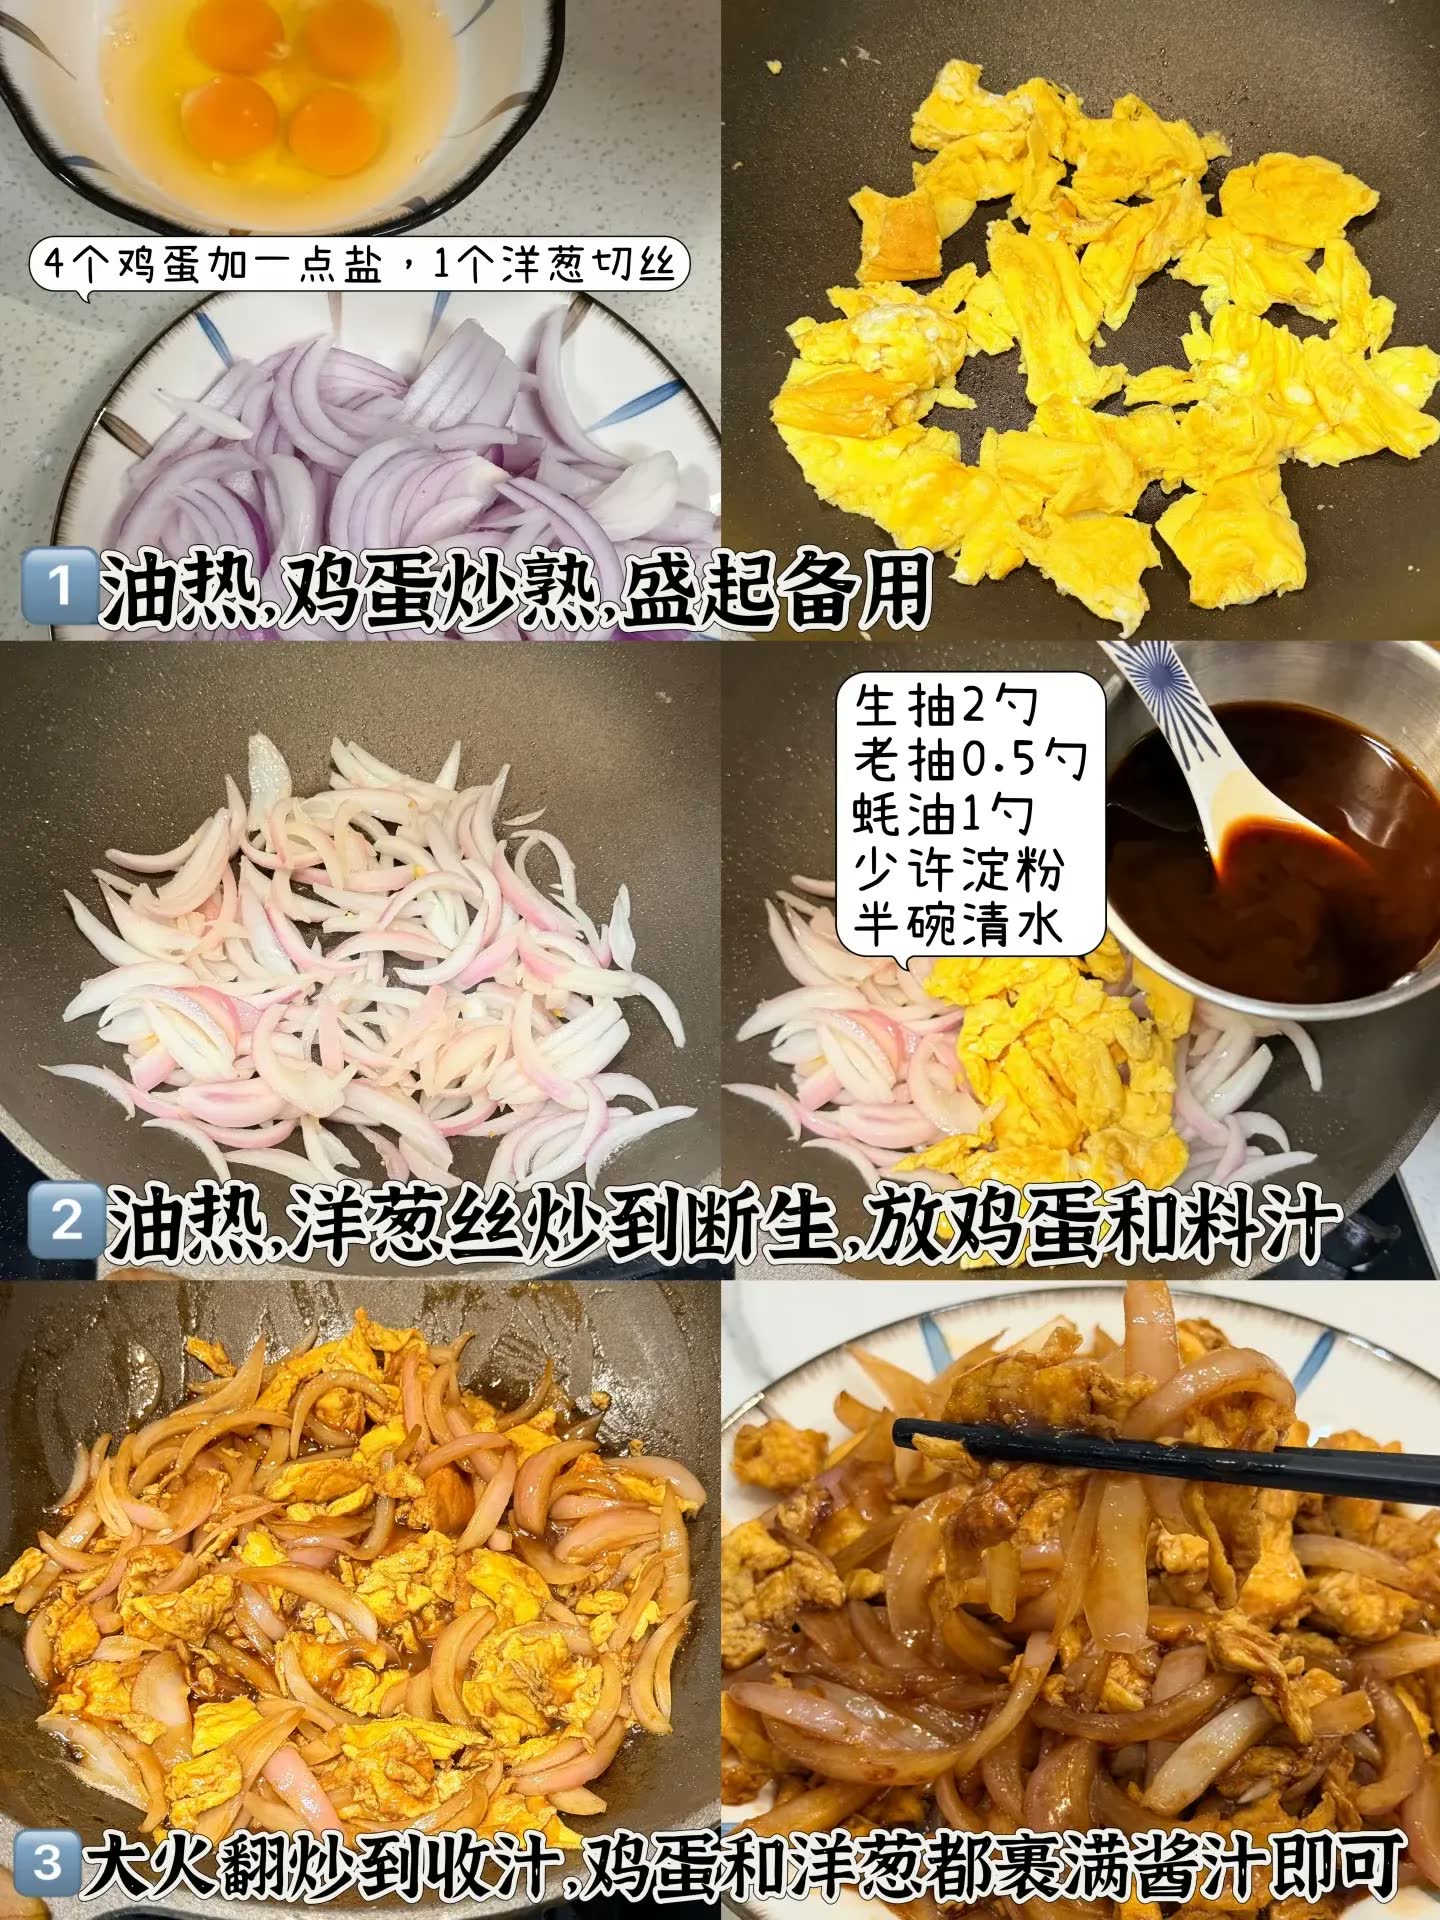 4个鸡蛋加一点盐，1个洋葱切丝
1油热,鸡蛋炒熟,盛起备用
生抽2勺
老抽0.5勺
蚝油1勺
少许淀粉
半碗清水
2油热,洋葱丝炒到断生,放鸡蛋和料汁
3大火翻炒到收汁,鸡蛋和洋葱都裹满酱汁即可